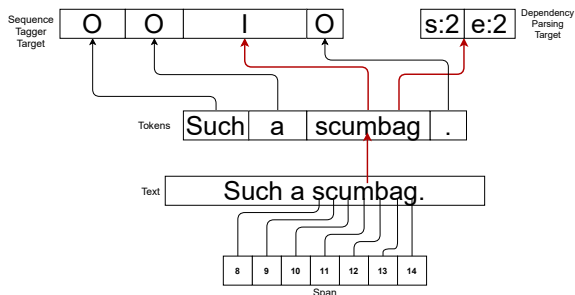 Sequence
Tagger
Target
O O I O
s:2 e:2
Dependency
Parsing
Target
Tokens
Such a scumbag .
Text
Such a scumbag.
8 9 10 11 12 13 14
Span